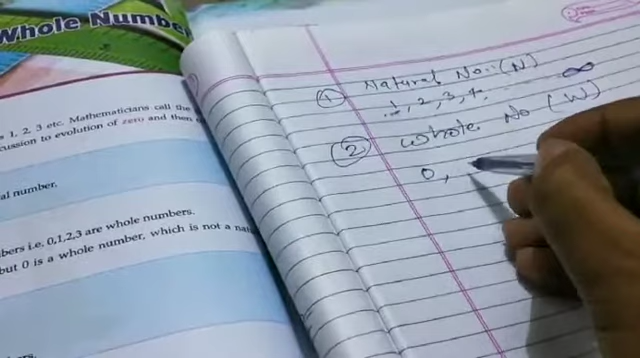 Whole Number
1, 2, 3 etc. Mathematicians call the
cussion to evolution of zero and then
al number.
bers i.e. 0,1,2,3 are whole numbers.
but 0 is a whole number, which is not a nat
ers.
① Natural No. (N)
1, 2, 3, 4, ∞
② Whole No (W)
0,